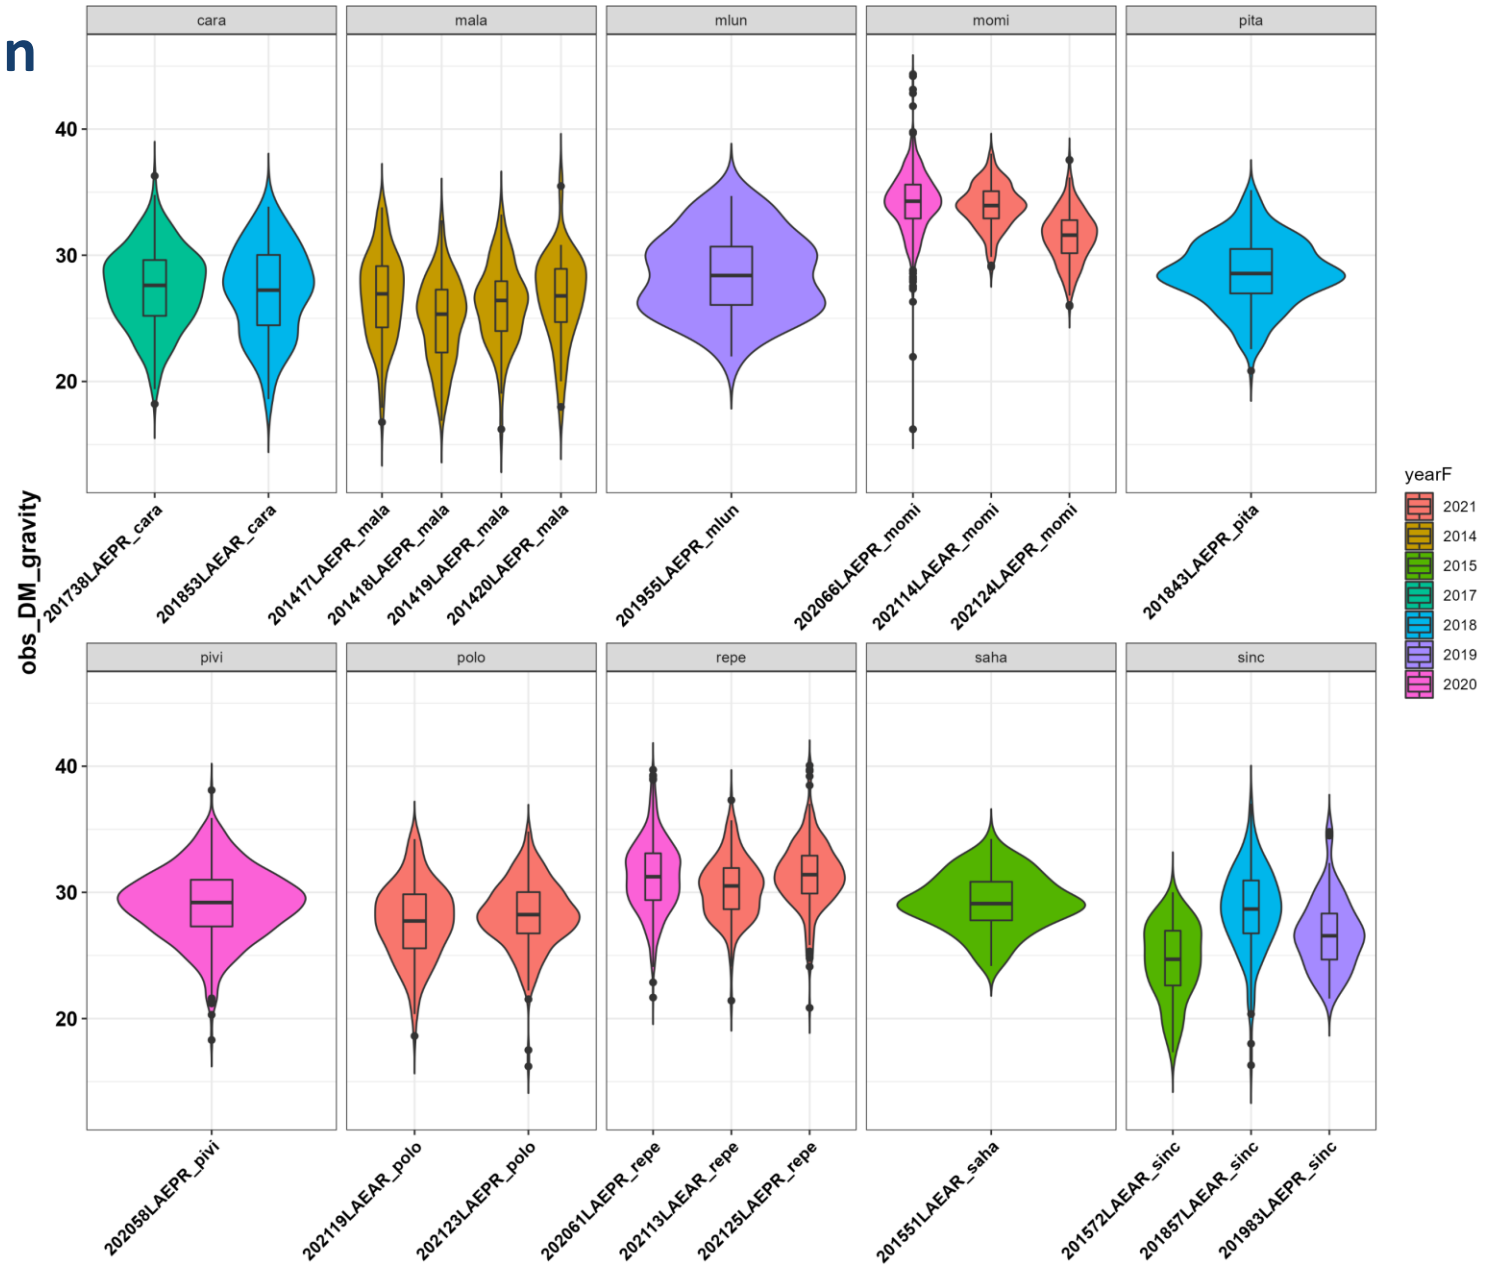 n
cara
mala
mlun
momi
pita
40
30
20
201738LAEPR_cara
201853LAEAR_cara
201417LAEPR_mala
201418LAEPR_mala
201419LAEPR_mala
201420LAEPR_mala
201955LAEPR_mlun
202066LAEPR_momi
202114LAEAR_momi
202124LAEPR_momi
201843LAEPR_pita
obs_DM_gravity
yearF
2021
2014
2015
2017
2018
2019
2020
pivi
polo
repe
saha
sinc
40
30
20
202058LAEPR_pivi
202119LAEAR_polo
202123LAEPR_polo
202061LAEPR_repe
202113LAEAR_repe
202125LAEPR_repe
201551LAEAR_saha
201572LAEAR_sinc
201857LAEAR_sinc
201983LAEPR_sinc